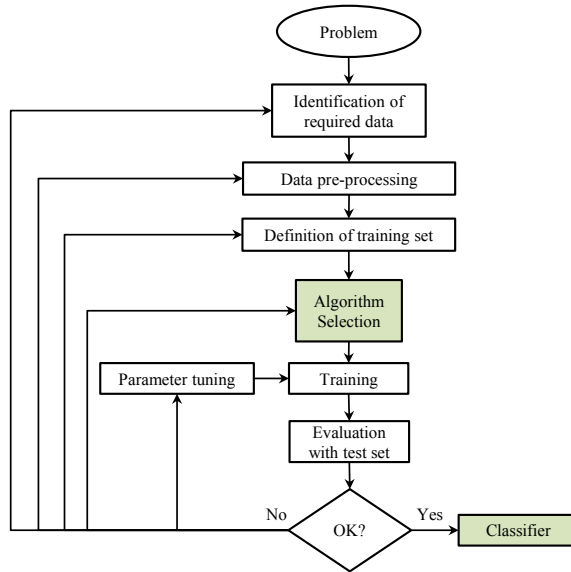 Problem
Identification of
required data
Data pre-processing
Definition of training set
Algorithm
Selection
Parameter tuning
Training
Evaluation
with test set
No
OK?
Yes
Classifier